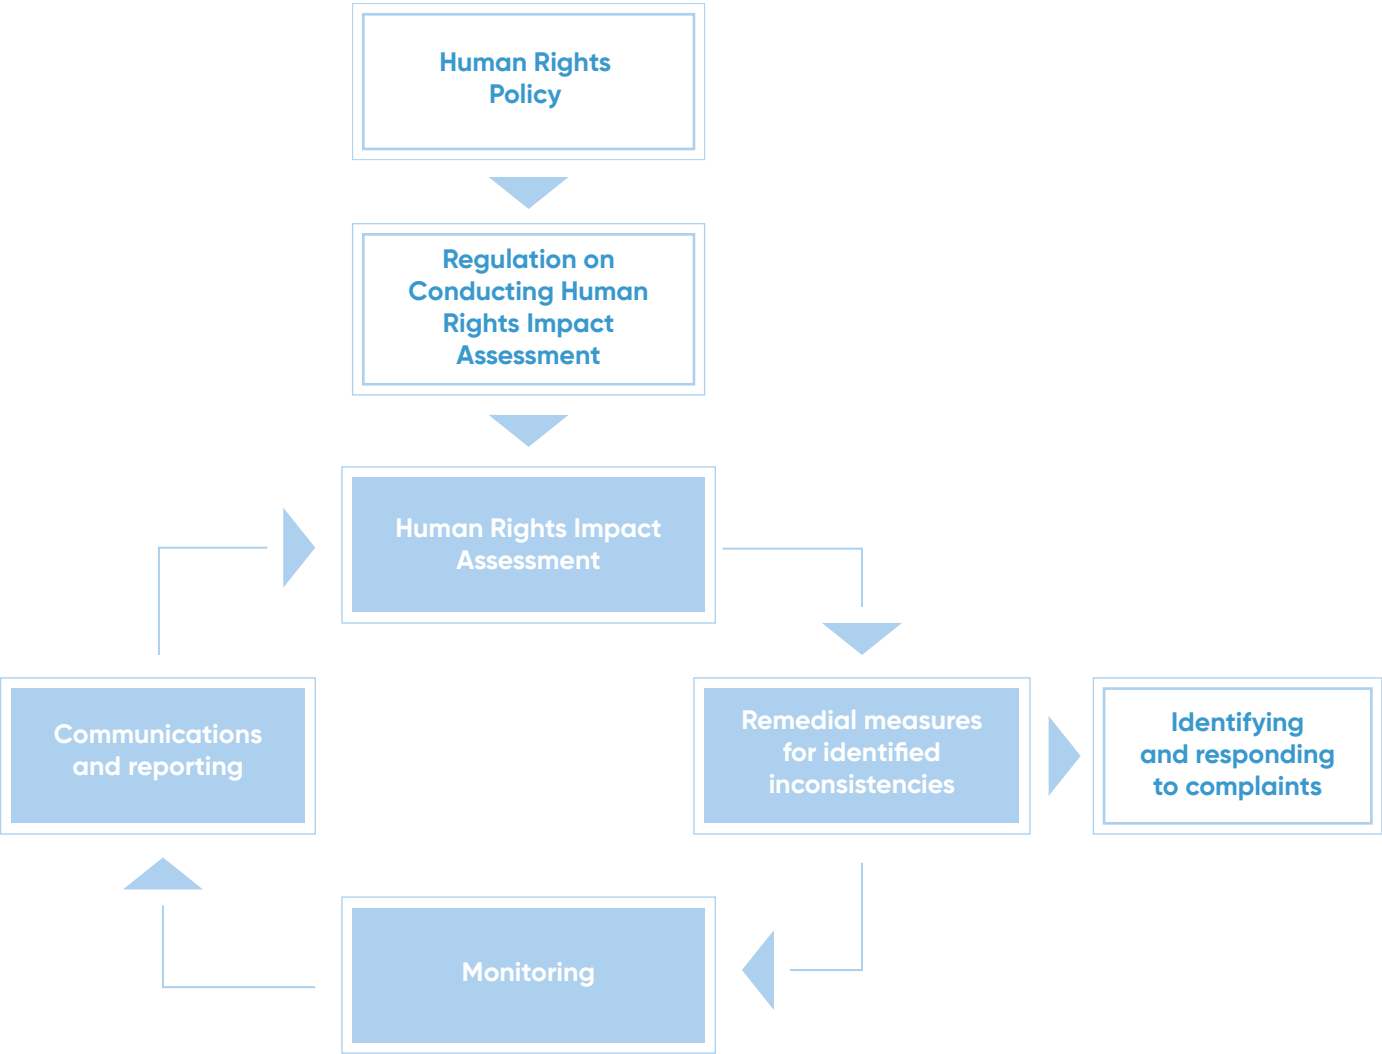 Human Rights
Policy
Regulation on
Conducting Human
Rights Impact
Assessment
Human Rights Impact
Assessment
Communications
and reporting
Remedial measures
for identified
inconsistencies
Identifying
and responding
to complaints
Monitoring